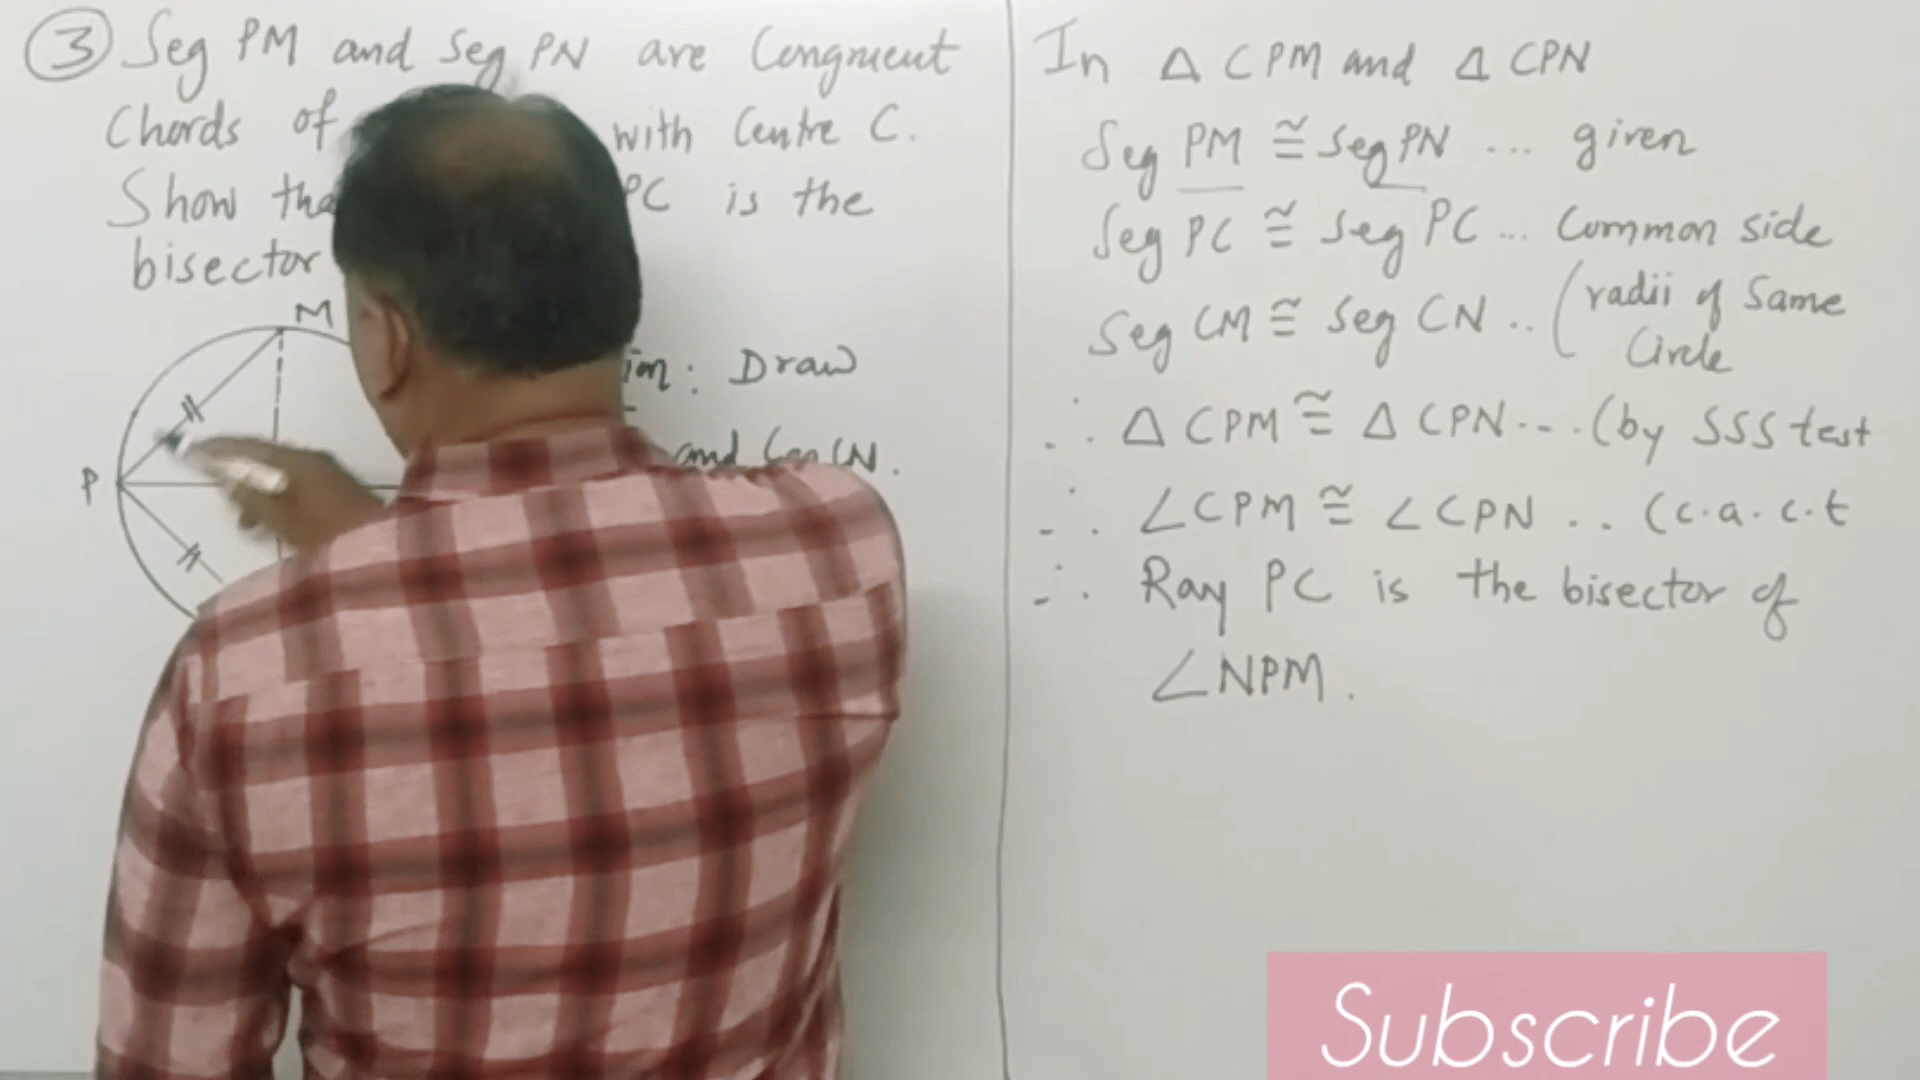 ③ Seg PM and Seg PN are Congruent
Chords of with Centre C.
Show PC is the
bisector
M
P
: Draw
and CN.
In Δ CPM and Δ CPN
Seg PM ≅ Seg PN ... given
Seg PC ≅ Seg PC ... Common side
Seg CM ≅ Seg CN .. (radii of Same
Circle
∴ Δ CPM ≅ Δ CPN ... (by SSS test
∴ ∠CPM ≅ ∠CPN .. (c.a.c.t
∴ Ray PC is the bisector of
∠NPM.
Subscribe